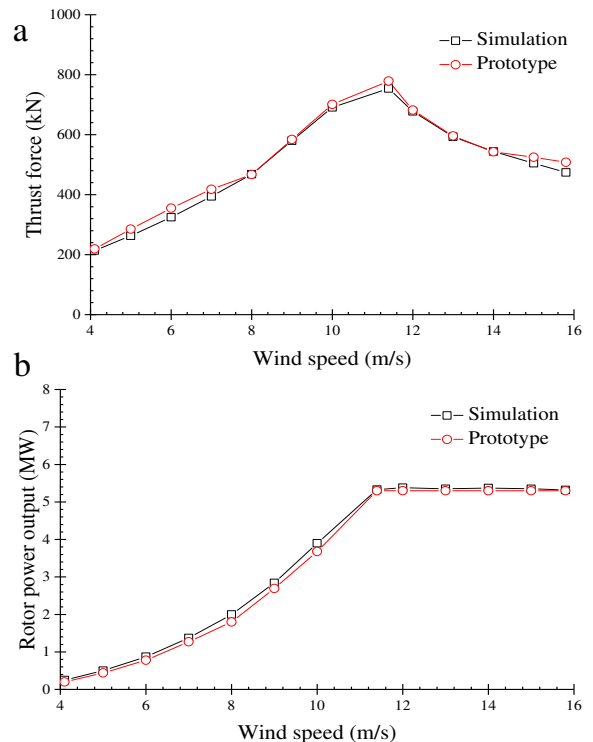 a
1000
800
600
400
200
0
Thrust force (kN)
Simulation
Prototype
4 6 8 10 12 14 16
Wind speed (m/s)
b
8
7
6
5
4
3
2
1
0
Rotor power output (MW)
Simulation
Prototype
4 6 8 10 12 14 16
Wind speed (m/s)